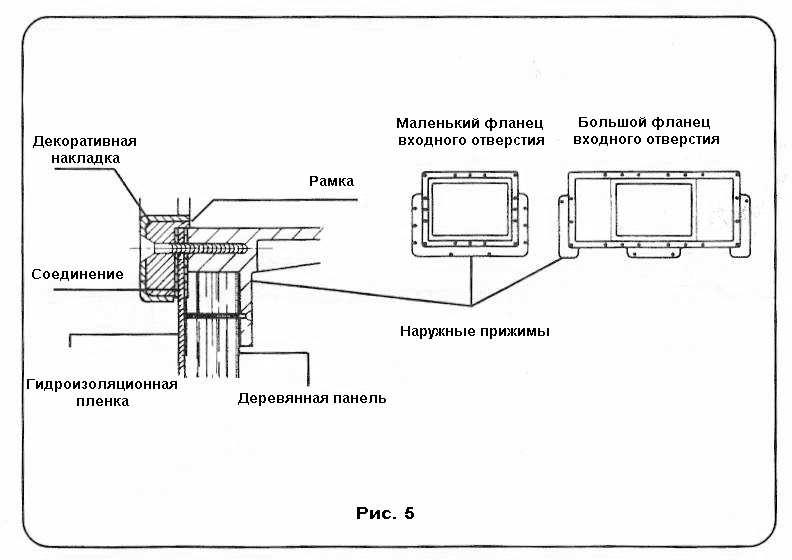 Декоративная
накладка
Рамка
Соединение
Гидроизоляционная
пленка
Деревянная панель
Маленький фланец
входного отверстия
Большой фланец
входного отверстия
Наружные прижимы
Рис. 5